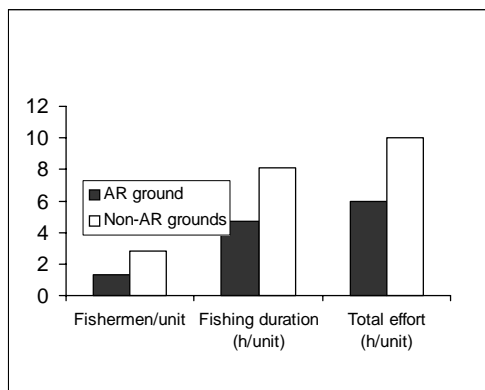 12
10
8
6
4
2
0
AR ground
Non-AR grounds
Fishermen/unit Fishing duration Total effort
(h/unit) (h/unit)